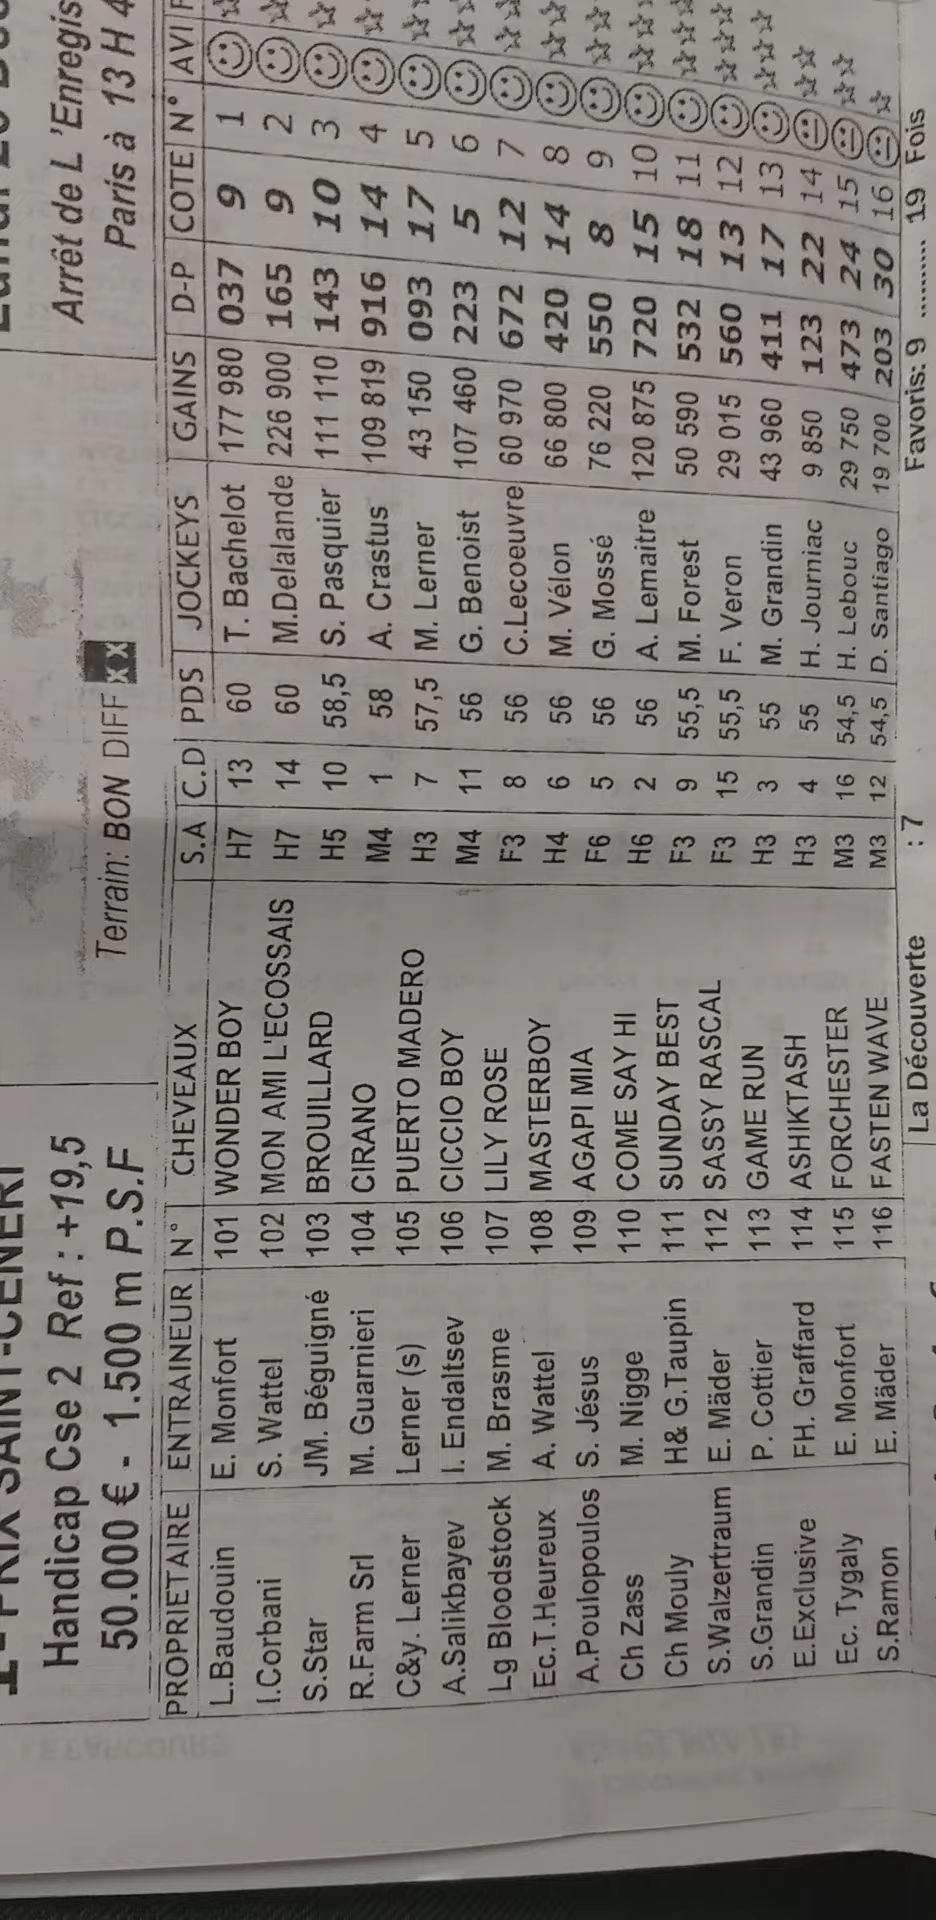 1 - PRIX SAINT-CENERI
Handicap Cse 2 Ref : +19,5
50.000 € - 1.500 m P.S.F
Terrain: BON DIFF XX
Arrêt de L'Enregis
Paris à 13 H 4
PROPRIETAIRE ENTRAINEUR N° CHEVEAUX S.A C.D PDS JOCKEYS GAINS D-P COTE N° AVI
L.Baudouin E. Monfort 101 WONDER BOY H7 13 60 T. Bachelot 177 980 037 9 1
I.Corbani S. Wattel 102 MON AMI L'ECOSSAIS H7 14 60 M.Delalande 226 900 165 9 2
S.Star JM. Béguigné 103 BROUILLARD H5 10 58,5 S. Pasquier 111 110 143 10 3
R.Farm Srl M. Guarnieri 104 CIRANO M4 1 58 A. Crastus 109 819 916 14 4
C&y. Lerner Lerner (s) 105 PUERTO MADERO H3 7 57,5 M. Lerner 43 150 093 17 5
A.Salikbayev I. Endaltsev 106 CICCIO BOY M4 11 56 G. Benoist 107 460 223 5 6
Lg Bloodstock M. Brasme 107 LILY ROSE F3 8 56 C.Lecoeuvre 60 970 672 12 7
Ec.T.Heureux A. Wattel 108 MASTERBOY H4 6 56 M. Vélon 66 800 420 14 8
A.Poulopoulos S. Jésus 109 AGAPI MIA F6 5 56 G. Mossé 76 220 550 8 9
Ch Zass M. Nigge 110 COME SAY HI H6 2 56 A. Lemaitre 120 875 720 15 10
Ch Mouly H& G.Taupin 111 SUNDAY BEST F3 9 55,5 M. Forest 50 590 532 18 11
S.Walzertraum E. Mäder 112 SASSY RASCAL F3 15 55,5 F. Veron 29 015 560 13 12
S.Grandin P. Cottier 113 GAME RUN H3 3 55 M. Grandin 43 960 411 17 13
E.Exclusive FH. Graffard 114 ASHIKTASH H3 4 55 H. Journiac 9 850 123 22 14
Ec. Tygaly E. Monfort 115 FORCHESTER M3 16 54,5 H. Lebouc 29 750 473 24 15
S.Ramon E. Mäder 116 FASTEN WAVE M3 12 54,5 D. Santiago 19 700 203 30 16
La Découverte : 7 Favoris: 9 ......... 19 Fois